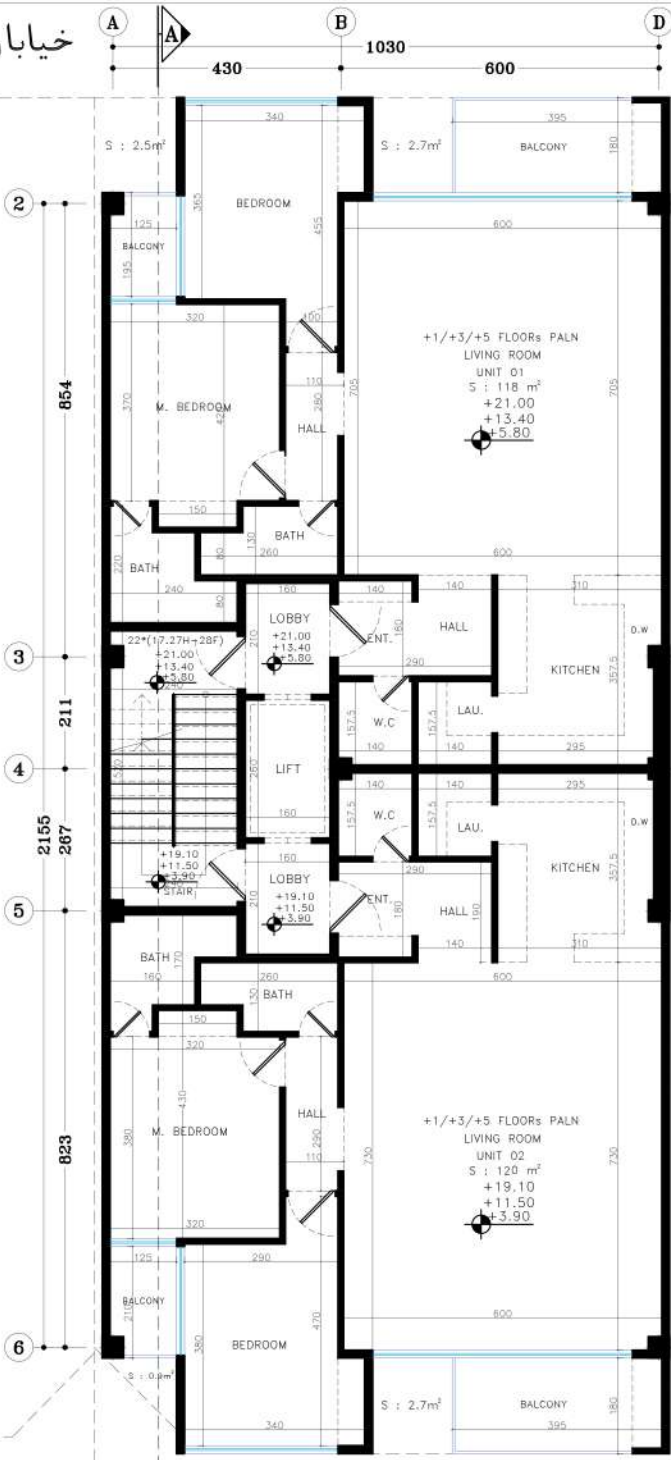 خیابان
A
A
B
D
1030
430
600
340
395
S : 2.5m²
S : 2.7m²
BALCONY
180
2
365
BEDROOM
455
600
125
BALCONY
195
320
100
+1/+3/+5 FLOORs PALN
LIVING ROOM
UNIT 01
S : 118 m²
+21.00
+13.40
+5.80
854
370
M. BEDROOM
420
110
280
HALL
705
705
150
BATH
130
260
80
220
BATH
240
80
600
160
140
140
310
LOBBY
210
+21.00
+13.40
+5.80
ENT.
180
HALL
290
D.W
KITCHEN
357.5
3
22*(17.27H+28F)
+21.00
+13.40
+5.80
240
211
157.5
W.C
140
157.5
LAU.
140
295
4
520
260
LIFT
160
140
140
295
2155
267
157.5
W.C
157.5
LAU.
D.W
KITCHEN
357.5
160
290
+19.10
+11.50
+3.90
STAIR
210
LOBBY
+19.10
+11.50
+3.90
ENT.
180
HALL
190
140
310
5
BATH
170
160
260
BATH
130
600
150
320
430
380
M. BEDROOM
HALL
290
110
730
730
+1/+3/+5 FLOORs PALN
LIVING ROOM
UNIT 02
S : 120 m²
+19.10
+11.50
+3.90
823
320
125
290
BALCONY
210
380
BEDROOM
470
600
6
S : 2.7m²
BALCONY
180
395
340